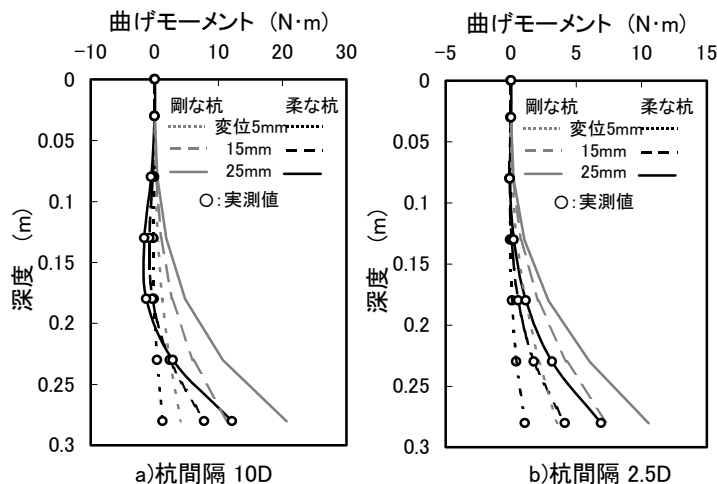 曲げモーメント (N･m)
−10 0 10 20 30
0
0.05
0.1
0.15
0.2
0.25
0.3
深度 (m)
剛な杭 柔な杭
変位5mm
15mm
25mm
○:実測値
a)杭間隔 10D
曲げモーメント (N･m)
−5 0 5 10 15
0
0.05
0.1
0.15
0.2
0.25
0.3
深度 (m)
剛な杭 柔な杭
変位5mm
15mm
25mm
○:実測値
b)杭間隔 2.5D